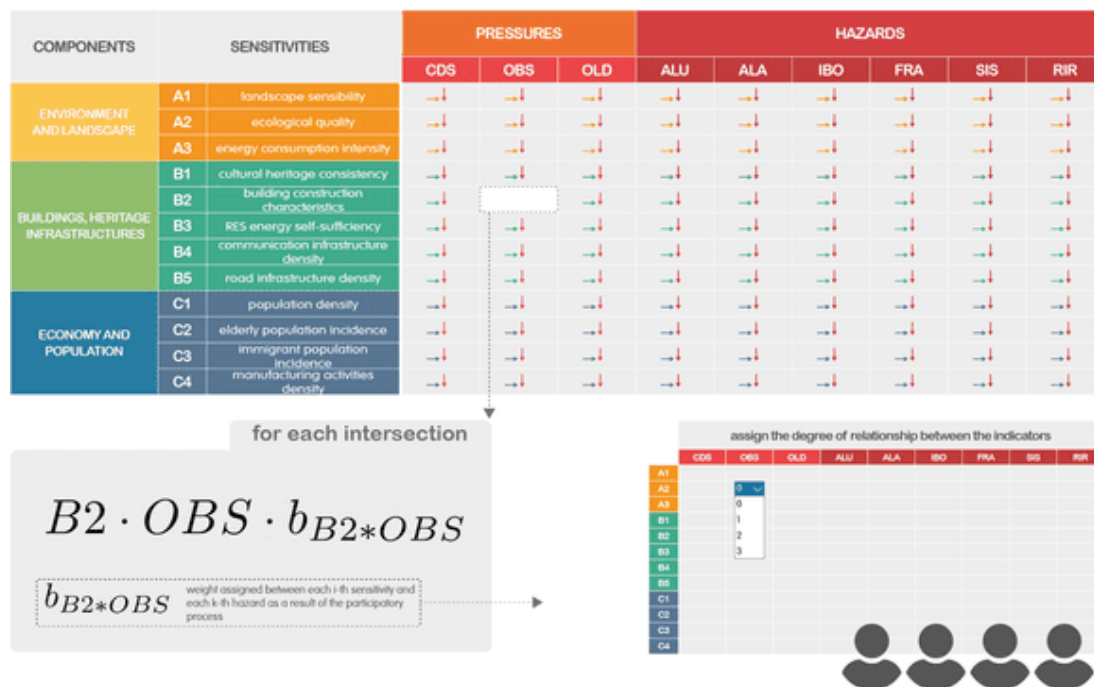 COMPONENTS SENSITIVITIES PRESSURES HAZARDS
CDS OBS OLD ALU ALA IBO FRA SIS RIR
ENVIRONMENT
AND LANDSCAPE
A1 landscape sensibility
A2 ecological quality
A3 energy consumption intensity
BUILDINGS, HERITAGE
INFRASTRUCTURES
B1 cultural heritage consistency
B2 building construction
characteristics
B3 RES energy self-sufficiency
B4 communication infrastructure
density
B5 road infrastructure density
ECONOMY AND
POPULATION
C1 population density
C2 elderly population incidence
C3 immigrant population
incidence
C4 manufacturing activities
density
for each intersection
B2 · OBS · b_{B2*OBS}
b_{B2*OBS} weight assigned between each i-th sensitivity and
each k-th hazard as a result of the participatory
process
assign the degree of relationship between the indicators
CDS OBS OLD ALU ALA IBO FRA SIS RIR
A1
A2 0
A3 0
B1 1
B2 2
B3 3
B4
B5
C1
C2
C3
C4